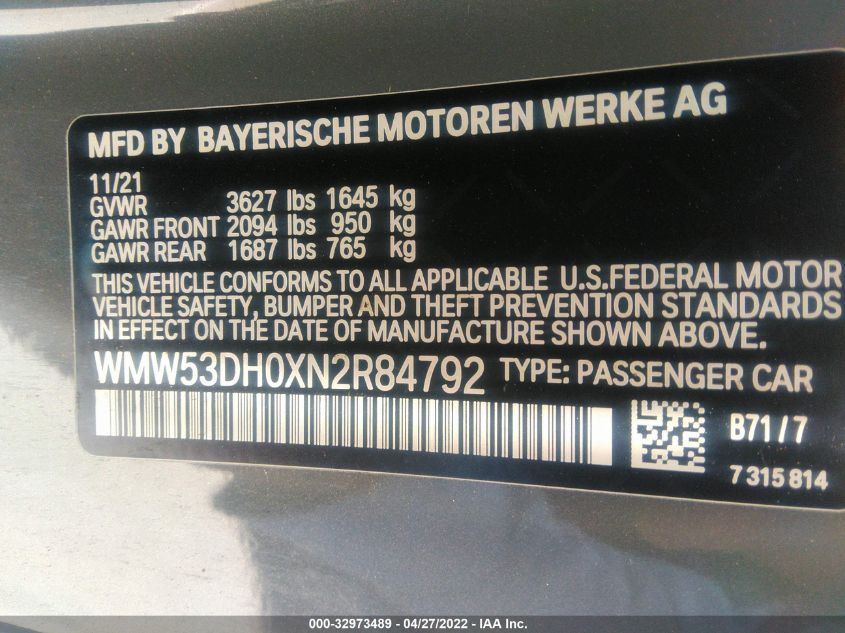 MFD BY BAYERISCHE MOTOREN WERKE AG
11/21
GVWR 3627 lbs 1645 kg
GAWR FRONT 2094 lbs 950 kg
GAWR REAR 1687 lbs 765 kg
THIS VEHICLE CONFORMS TO ALL APPLICABLE U.S.FEDERAL MOTOR
VEHICLE SAFETY, BUMPER AND THEFT PREVENTION STANDARDS
IN EFFECT ON THE DATE OF MANUFACTURE SHOWN ABOVE.
WMW53DH0XN2R84792 TYPE: PASSENGER CAR
B71/7
7 315 814
000-32973489 - 04/27/2022 - IAA Inc.